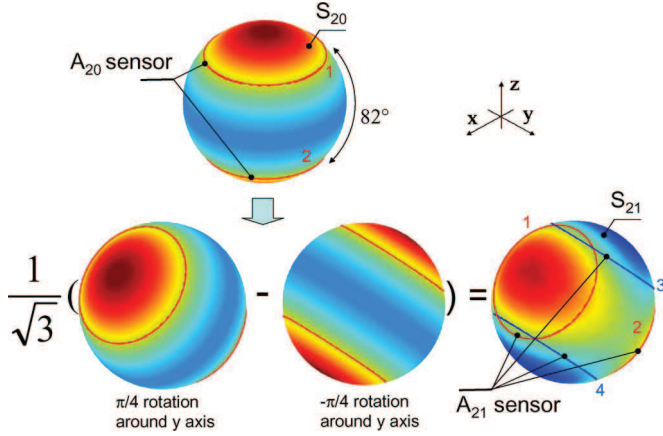 S₂₀
A₂₀ sensor
1
82°
2
z
x
y
1
√3
(
-
) =
S₂₁
1
3
2
4
A₂₁ sensor
π/4 rotation
around y axis
-π/4 rotation
around y axis